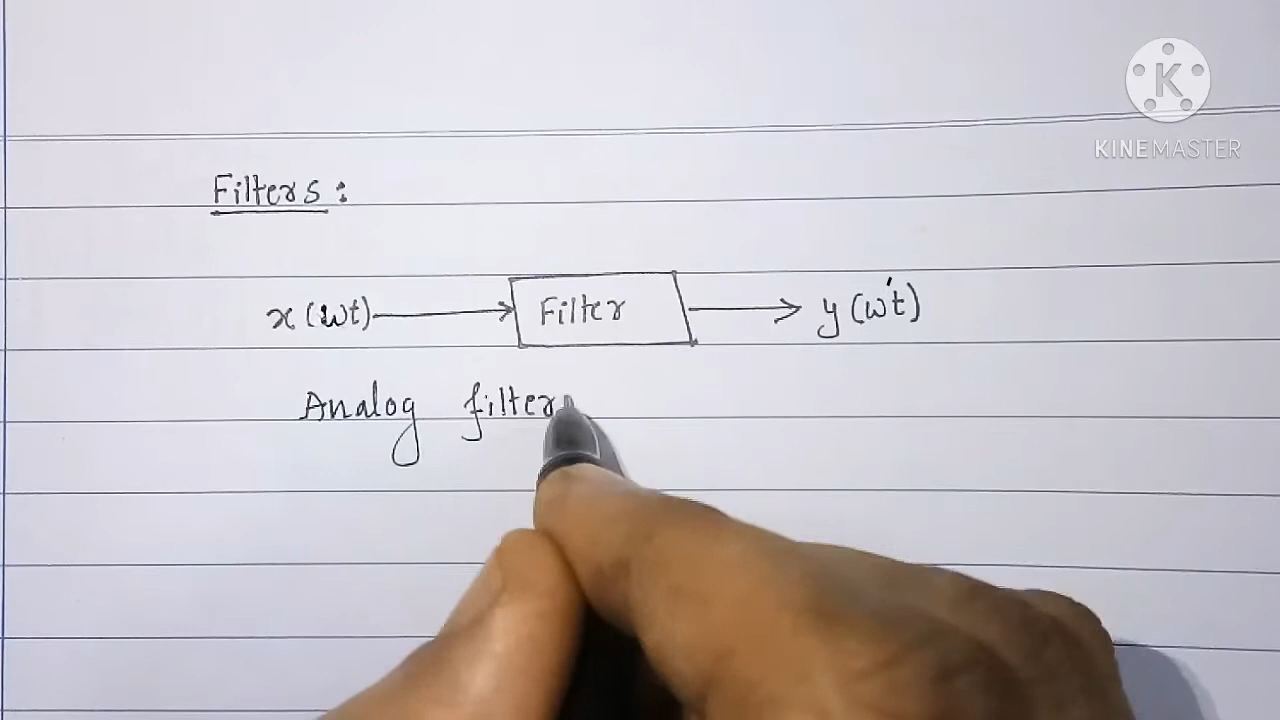 K
KINEMASTER
Filters :
x (ωt) Filter y (ω't)
Analog filter